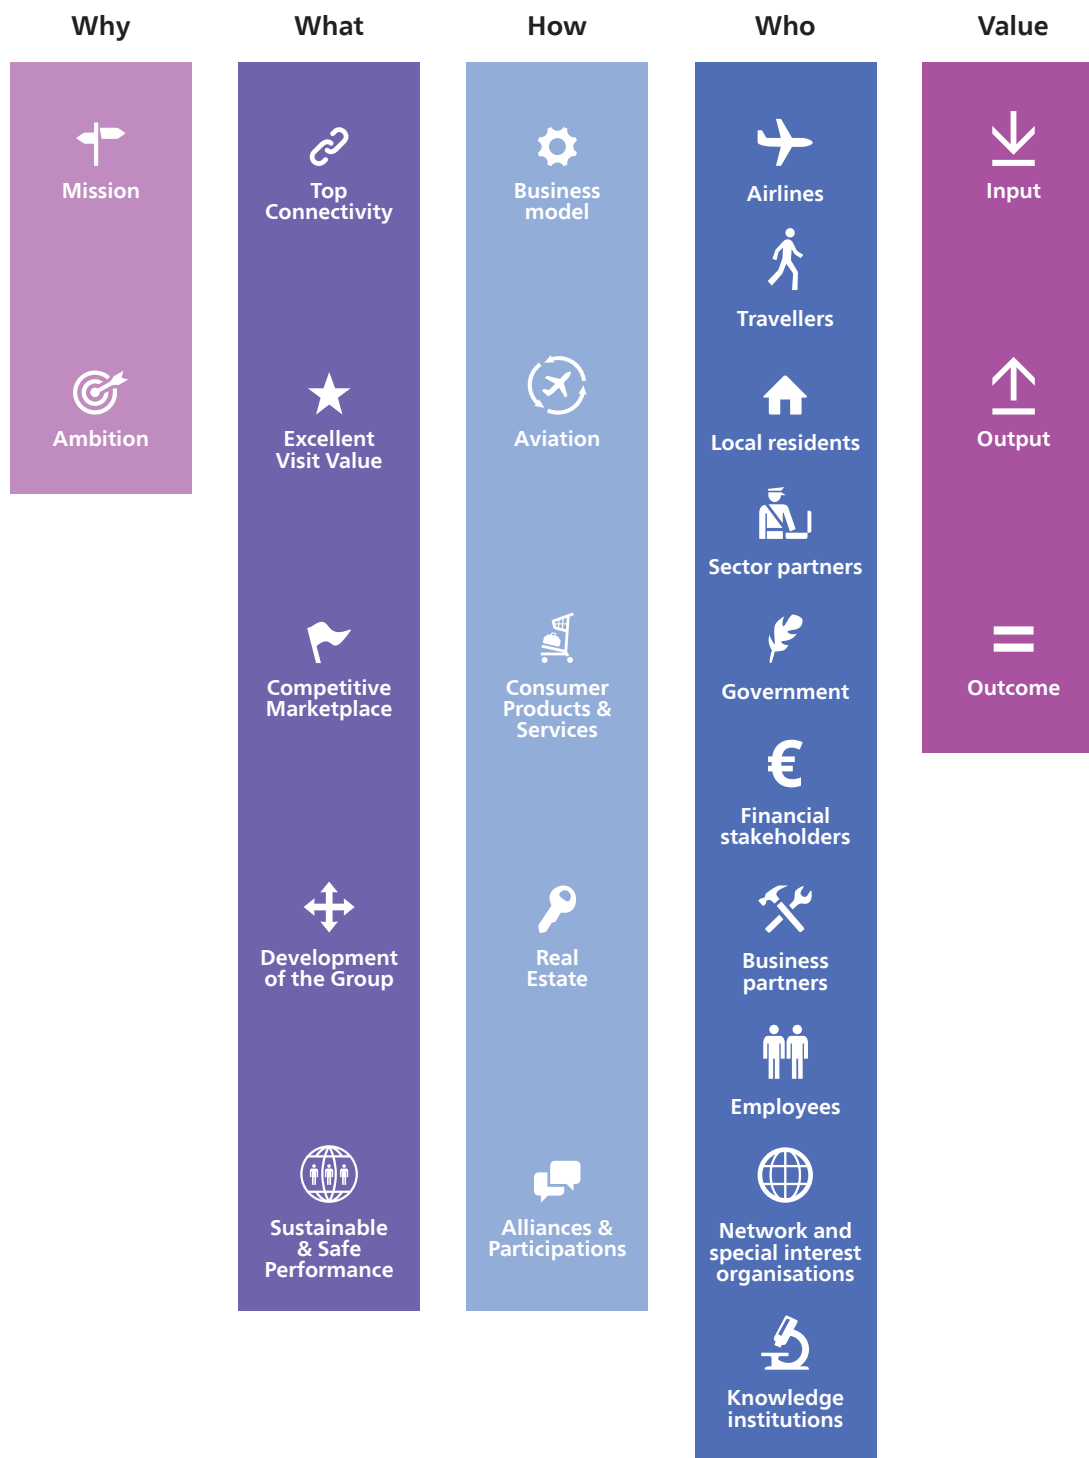 Why
Mission
Ambition
What
Top
Connectivity
Excellent
Visit Value
Competitive
Marketplace
Development
of the Group
Sustainable
& Safe
Performance
How
Business
model
Aviation
Consumer
Products &
Services
Real
Estate
Alliances &
Participations
Who
Airlines
Travellers
Local residents
Sector partners
Government
€
Financial
stakeholders
Business
partners
Employees
Network and
special interest
organisations
Knowledge
institutions
Value
Input
Output
Outcome